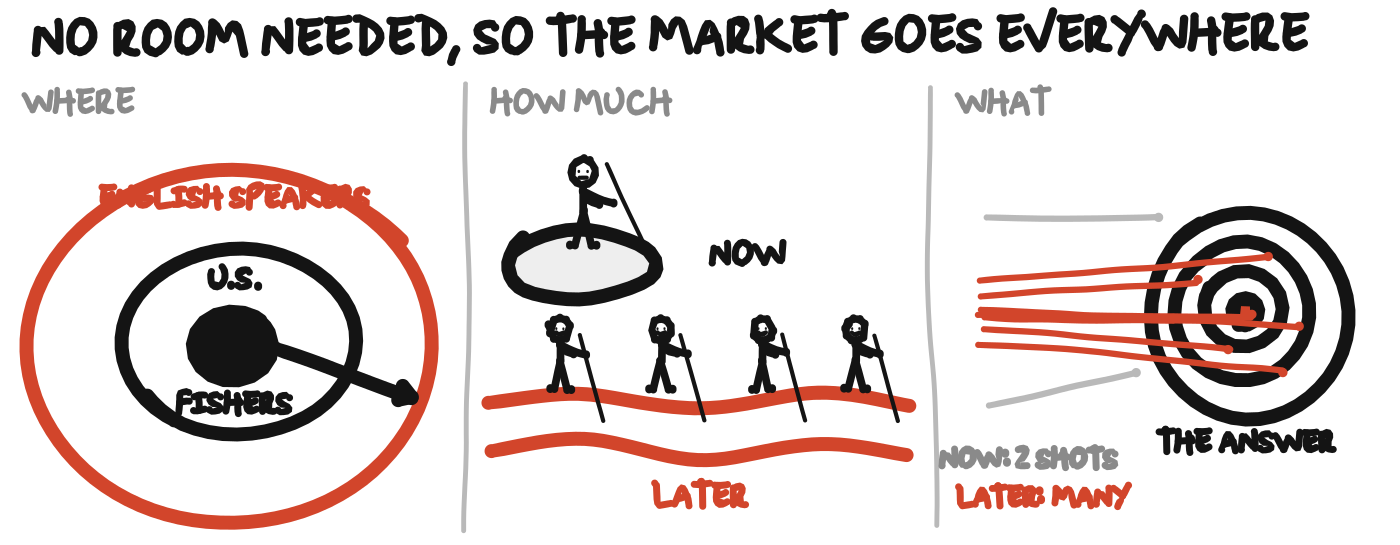 NO ROOM NEEDED, SO THE MARKET GOES EVERYWHERE
WHERE
ENGLISH SPEAKERS
U.S.
FISHERS
HOW MUCH
NOW
LATER
WHAT
THE ANSWER
NOW: 2 SHOTS
LATER: MANY